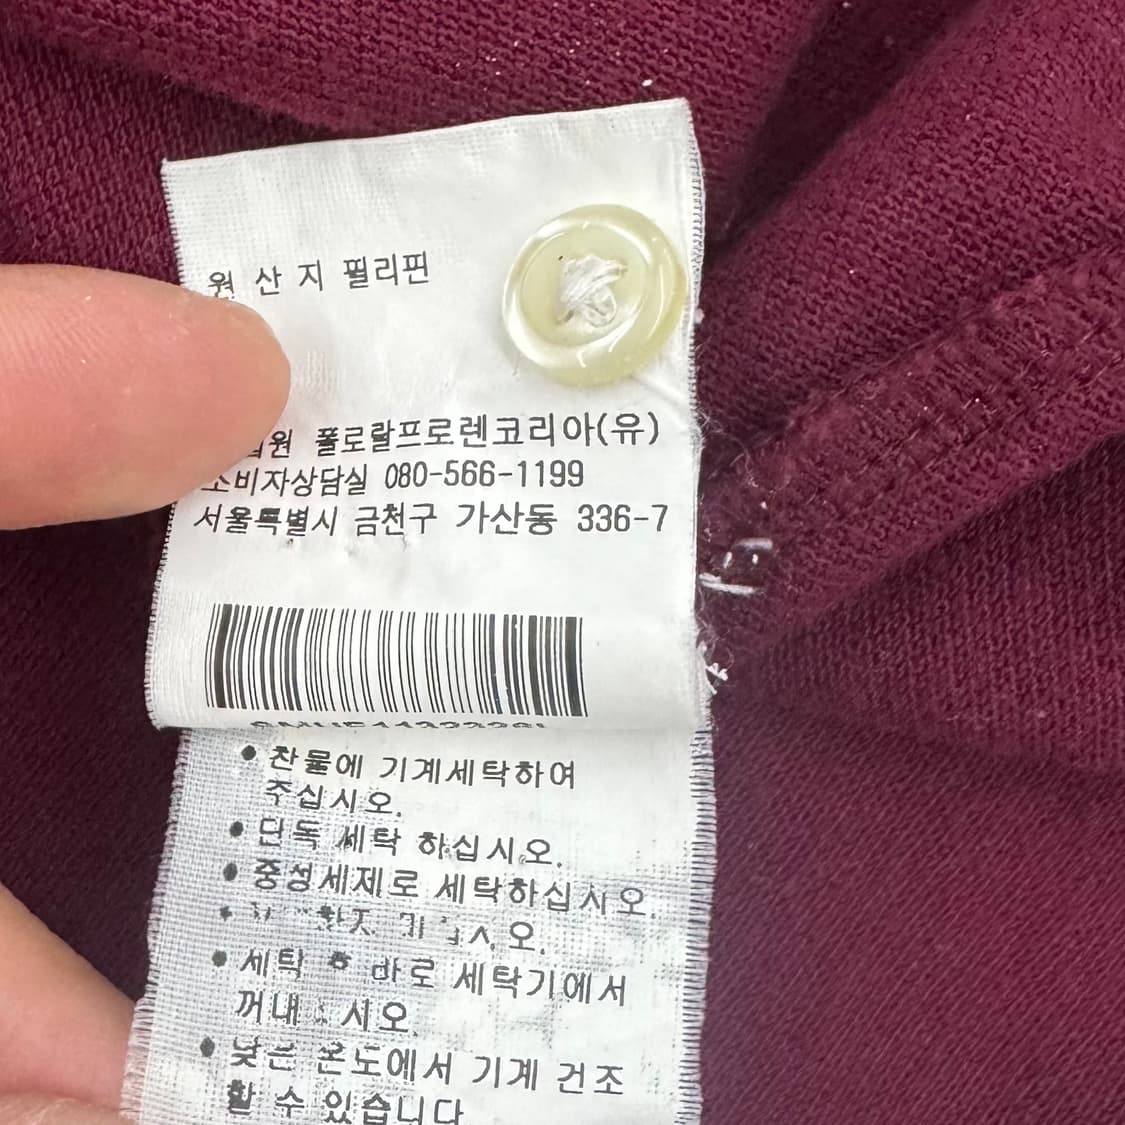 원 산 지 필리핀
폴로랄프로렌코리아(유)
소비자상담실 080-566-1199
서울특별시 금천구 가산동 336-7
• 찬물에 기계세탁하여
주십시오.
• 단독 세탁 하십시오.
• 중성세제로 세탁하십시오.
• 세탁 바로 세탁기에서
시오.
• 낮은 온도에서 기계 건조
할 수 있습니다